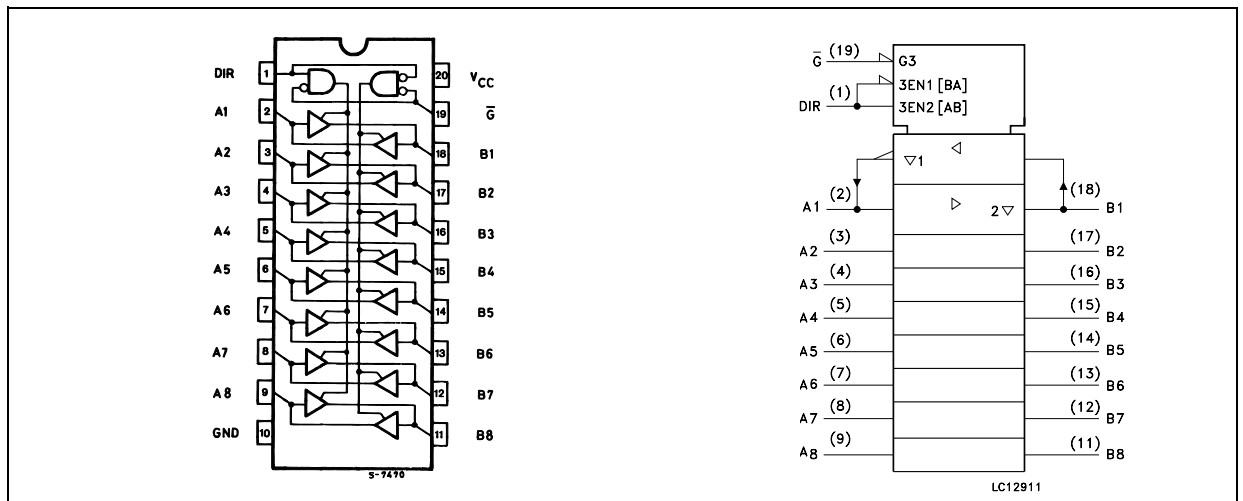 DIR 1 20 VCC
A1 2 19 G̅
A2 3 18 B1
A3 4 17 B2
A4 5 16 B3
A5 6 15 B4
A6 7 14 B5
A7 8 13 B6
A8 9 12 B7
GND 10 11 B8
S-7470
G̅ (19) G3
3EN1 [BA]
DIR (1) 3EN2 [AB]
▽1 ◁
A1 (2) ▷ 2▽ (18) B1
A2 (3) (17) B2
A3 (4) (16) B3
A4 (5) (15) B4
A5 (6) (14) B5
A6 (7) (13) B6
A7 (8) (12) B7
A8 (9) (11) B8
LC12911